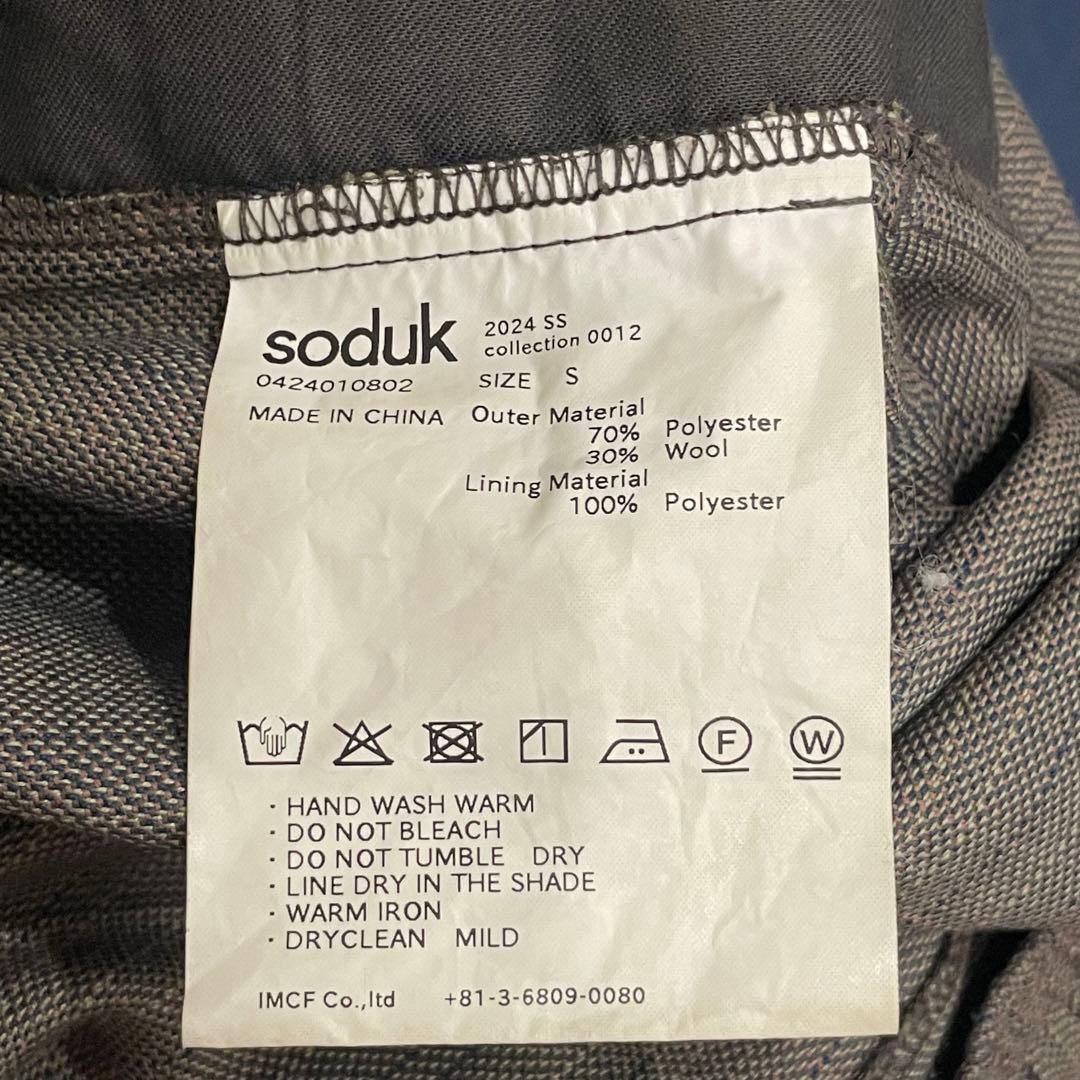 soduk
2024 SS
collection 0012
0424010802
SIZE S
MADE IN CHINA
Outer Material
70% Polyester
30% Wool
Lining Material
100% Polyester
F
W
· HAND WASH WARM
· DO NOT BLEACH
· DO NOT TUMBLE DRY
· LINE DRY IN THE SHADE
· WARM IRON
· DRYCLEAN MILD
IMCF Co.,ltd +81-3-6809-0080